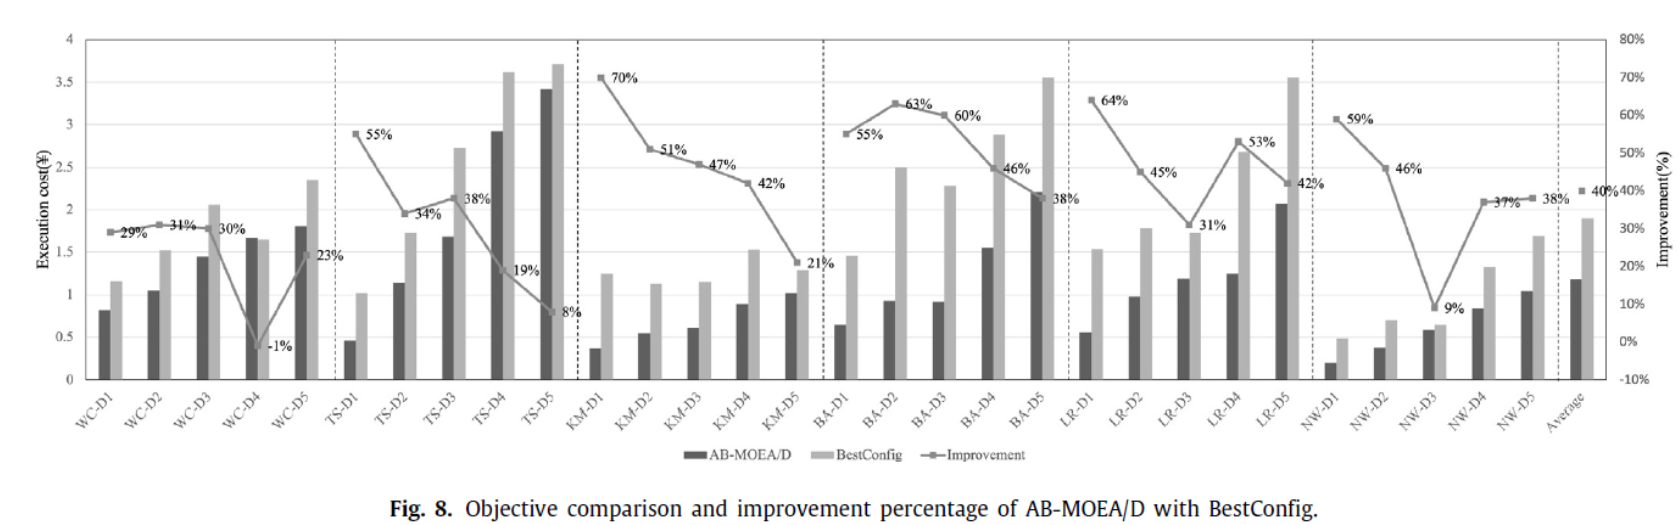 4
3.5
3
2.5
2
1.5
1
0.5
0
Execution cost(¥)
80%
70%
60%
50%
40%
30%
20%
10%
0%
-10%
Improvement(%)
29%
31%
30%
-1%
23%
55%
34%
38%
19%
8%
70%
51%
47%
42%
21%
55%
63%
60%
46%
38%
64%
45%
31%
53%
42%
59%
46%
9%
37%
38%
40%
WC-D1
WC-D2
WC-D3
WC-D4
WC-D5
TS-D1
TS-D2
TS-D3
TS-D4
TS-D5
KM-D1
KM-D2
KM-D3
KM-D4
KM-D5
BA-D1
BA-D2
BA-D3
BA-D4
BA-D5
LR-D1
LR-D2
LR-D3
LR-D4
LR-D5
NW-D1
NW-D2
NW-D3
NW-D4
NW-D5
Average
AB-MOEA/D BestConfig Improvement
Fig. 8. Objective comparison and improvement percentage of AB-MOEA/D with BestConfig.